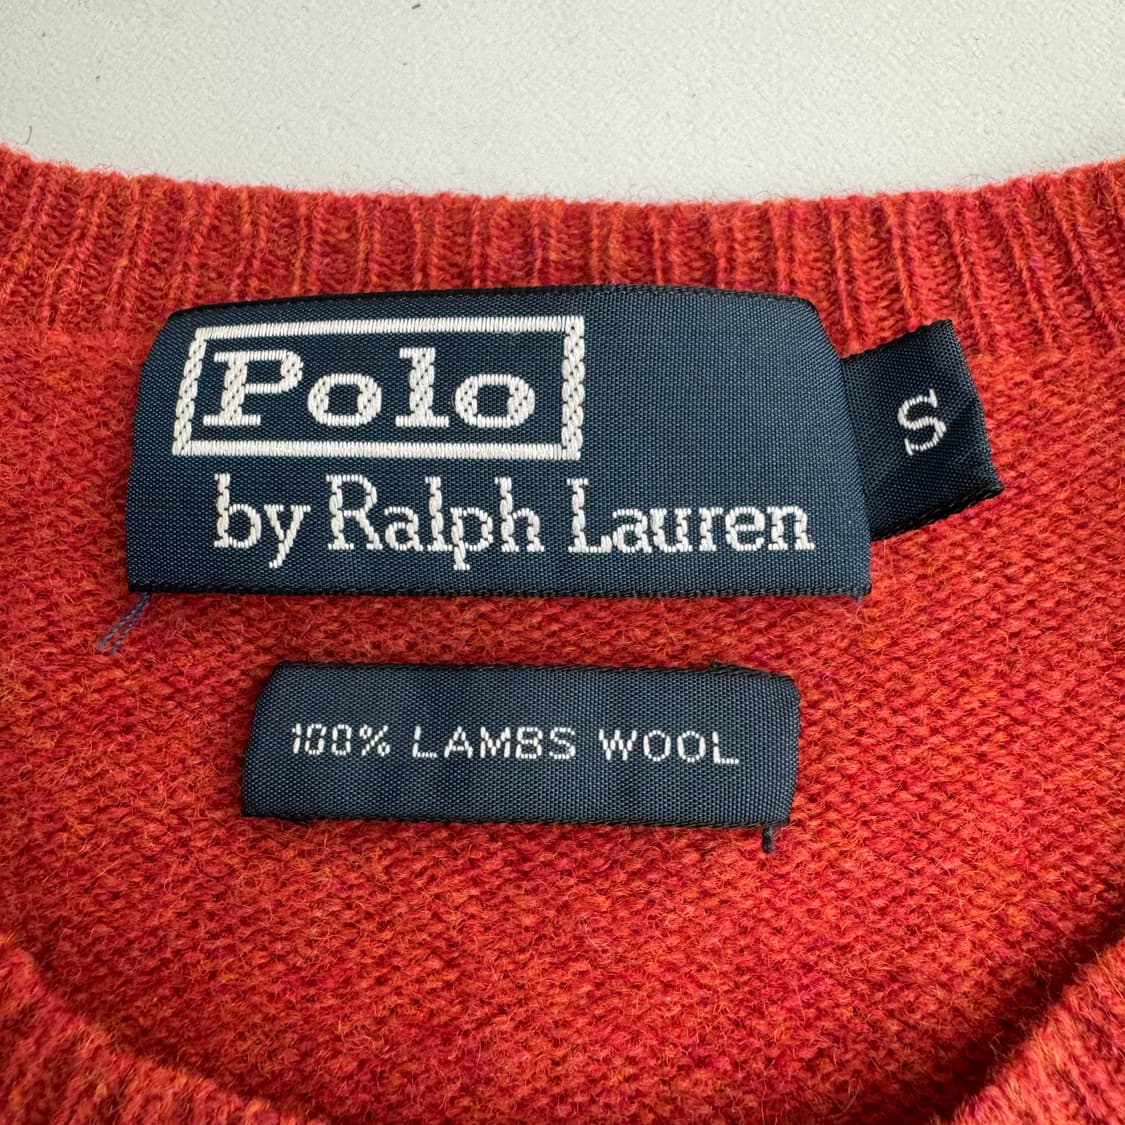 Polo
by Ralph Lauren
S
100% LAMBS WOOL